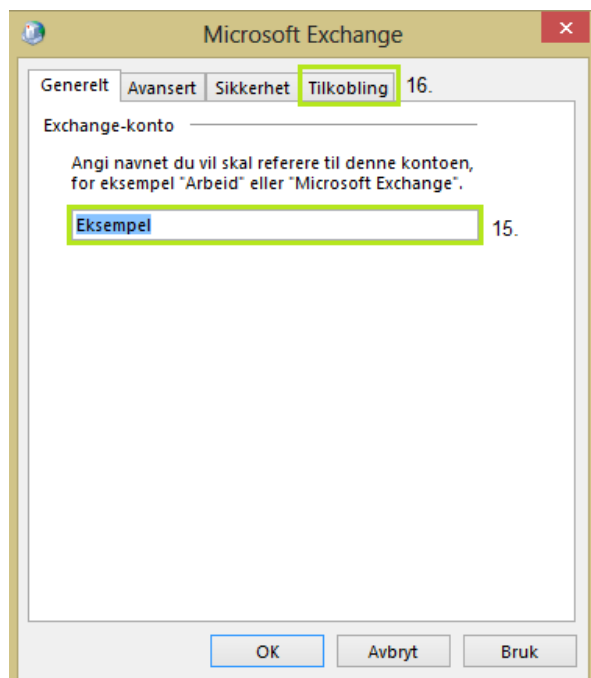 Microsoft Exchange
Generelt Avansert Sikkerhet Tilkobling 16.
Exchange-konto
Angi navnet du vil skal referere til denne kontoen,
for eksempel "Arbeid" eller "Microsoft Exchange".
Eksempel 15.
OK Avbryt Bruk